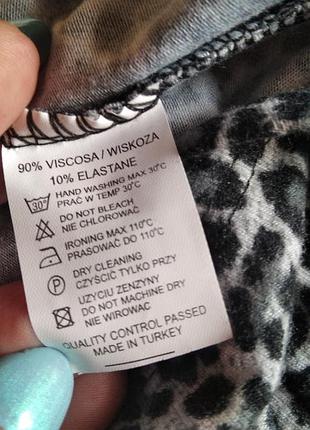 90% VISCOSA / WISKOZA
10% ELASTANE
30° HAND WASHING MAX 30°C
PRAĆ W TEMP 30°C
DO NOT BLEACH
NIE CHLOROWAĆ
IRONING MAX 110°C
PRASOWAĆ DO 110°C
P DRY CLEANING
CZYŚCIĆ TYLKO PRZY
UZYCIU ZENZYNY
DO NOT MACHINE DRY
NIE WIROWAĆ
QUALITY CONTROL PASSED
MADE IN TURKEY